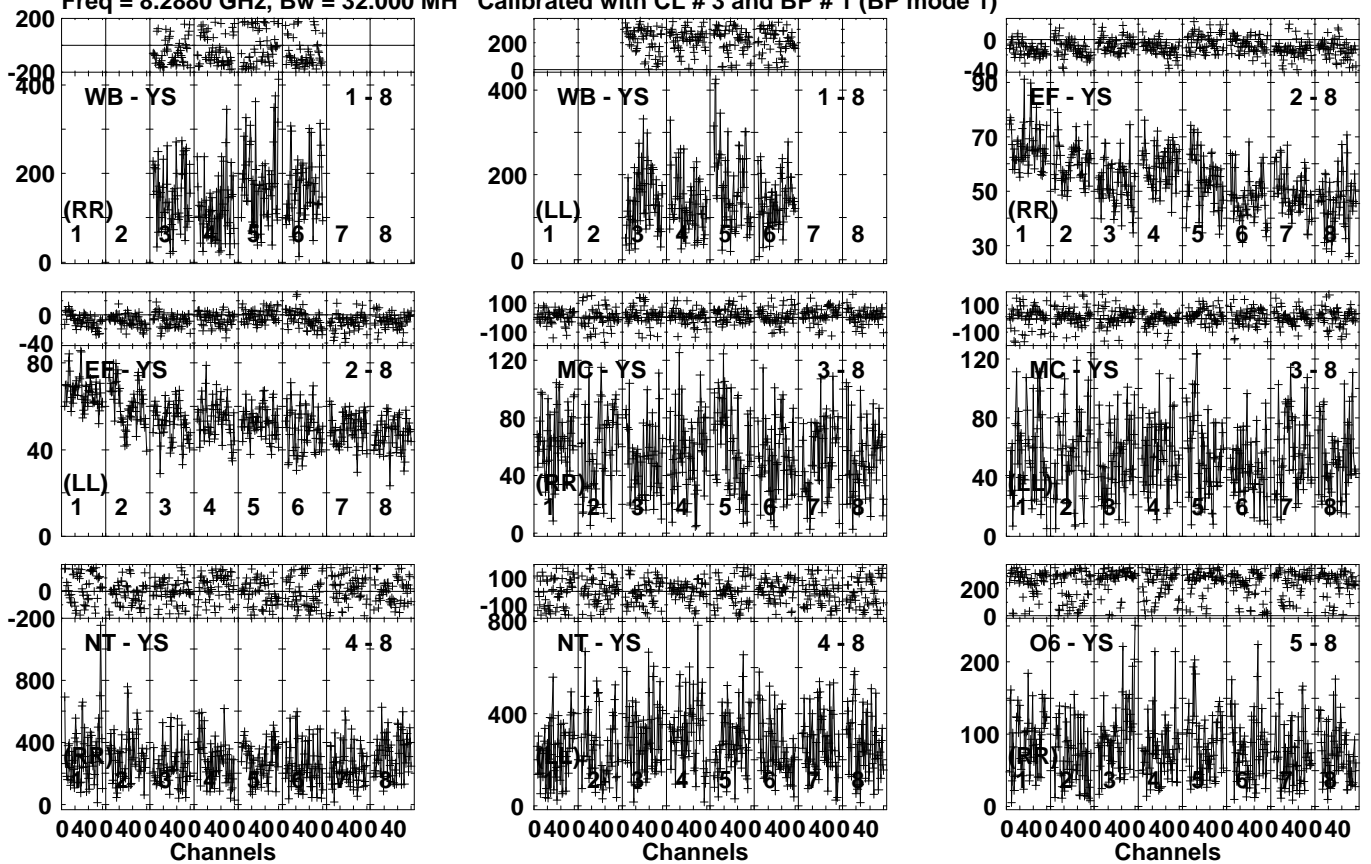 Freq = 8.2880 GHz, Bw = 32.000 MH Calibrated with CL # 3 and BP # 1 (BP mode 1)
200
-200
400
WB - YS 1 - 8
200
(RR)
1 2 3 4 5 6 7 8
0
200
0
400
WB - YS 1 - 8
200
(LL)
1 2 3 4 5 6 7 8
0
0
-40
90
EF - YS 2 - 8
70
50
(RR)
1 2 3 4 5 6 7 8
30
0
-40
80
EF - YS 2 - 8
40
(LL)
1 2 3 4 5 6 7 8
0
100
-100
120
MC - YS 3 - 8
80
40
(RR)
1 2 3 4 5 6 7 8
0
100
-100
120
MC - YS 3 - 8
80
40
(LL)
1 2 3 4 5 6 7 8
0
0
-200
NT - YS 4 - 8
800
400
(RR)
1 2 3 4 5 6 7 8
0
0 40 0 40 0 40 0 40 0 40 0 40 0 40 0 40
Channels
100
-100
800
NT - YS 4 - 8
400
(LL)
1 2 3 4 5 6 7 8
0
0 40 0 40 0 40 0 40 0 40 0 40 0 40 0 40
Channels
200
0
O6 - YS 5 - 8
200
100
(RR)
1 2 3 4 5 6 7 8
0
0 40 0 40 0 40 0 40 0 40 0 40 0 40 0 40
Channels